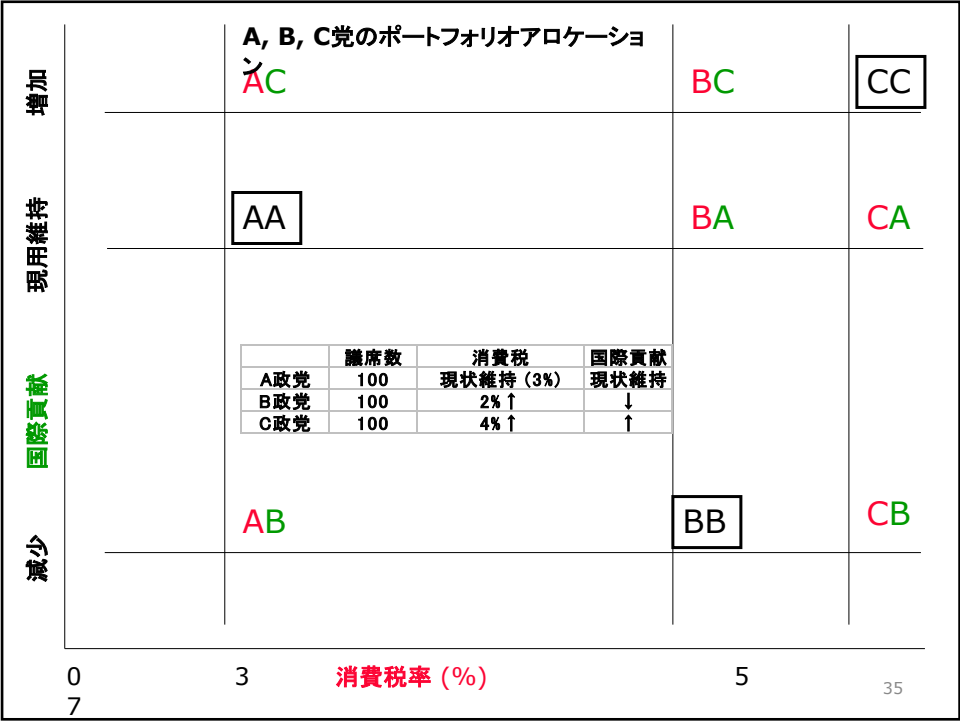 A, B, C党のポートフォリオアロケーショ
ン
AC BC CC
増加
AA BA CA
現用維持
議席数 消費税 国際貢献
A政党 100 現状維持 (3%) 現状維持
B政党 100 2%↑ ↓
C政党 100 4%↑ ↑
国際貢献
AB BB CB
減少
0 3 消費税率 (%) 5
7
35